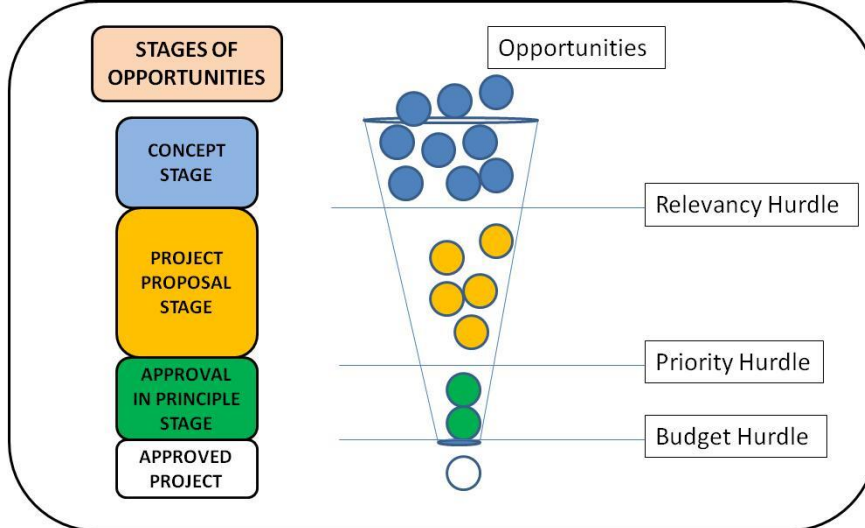 STAGES OF
OPPORTUNITIES
Opportunities
CONCEPT
STAGE
Relevancy Hurdle
PROJECT
PROPOSAL
STAGE
Priority Hurdle
APPROVAL
IN PRINCIPLE
STAGE
Budget Hurdle
APPROVED
PROJECT